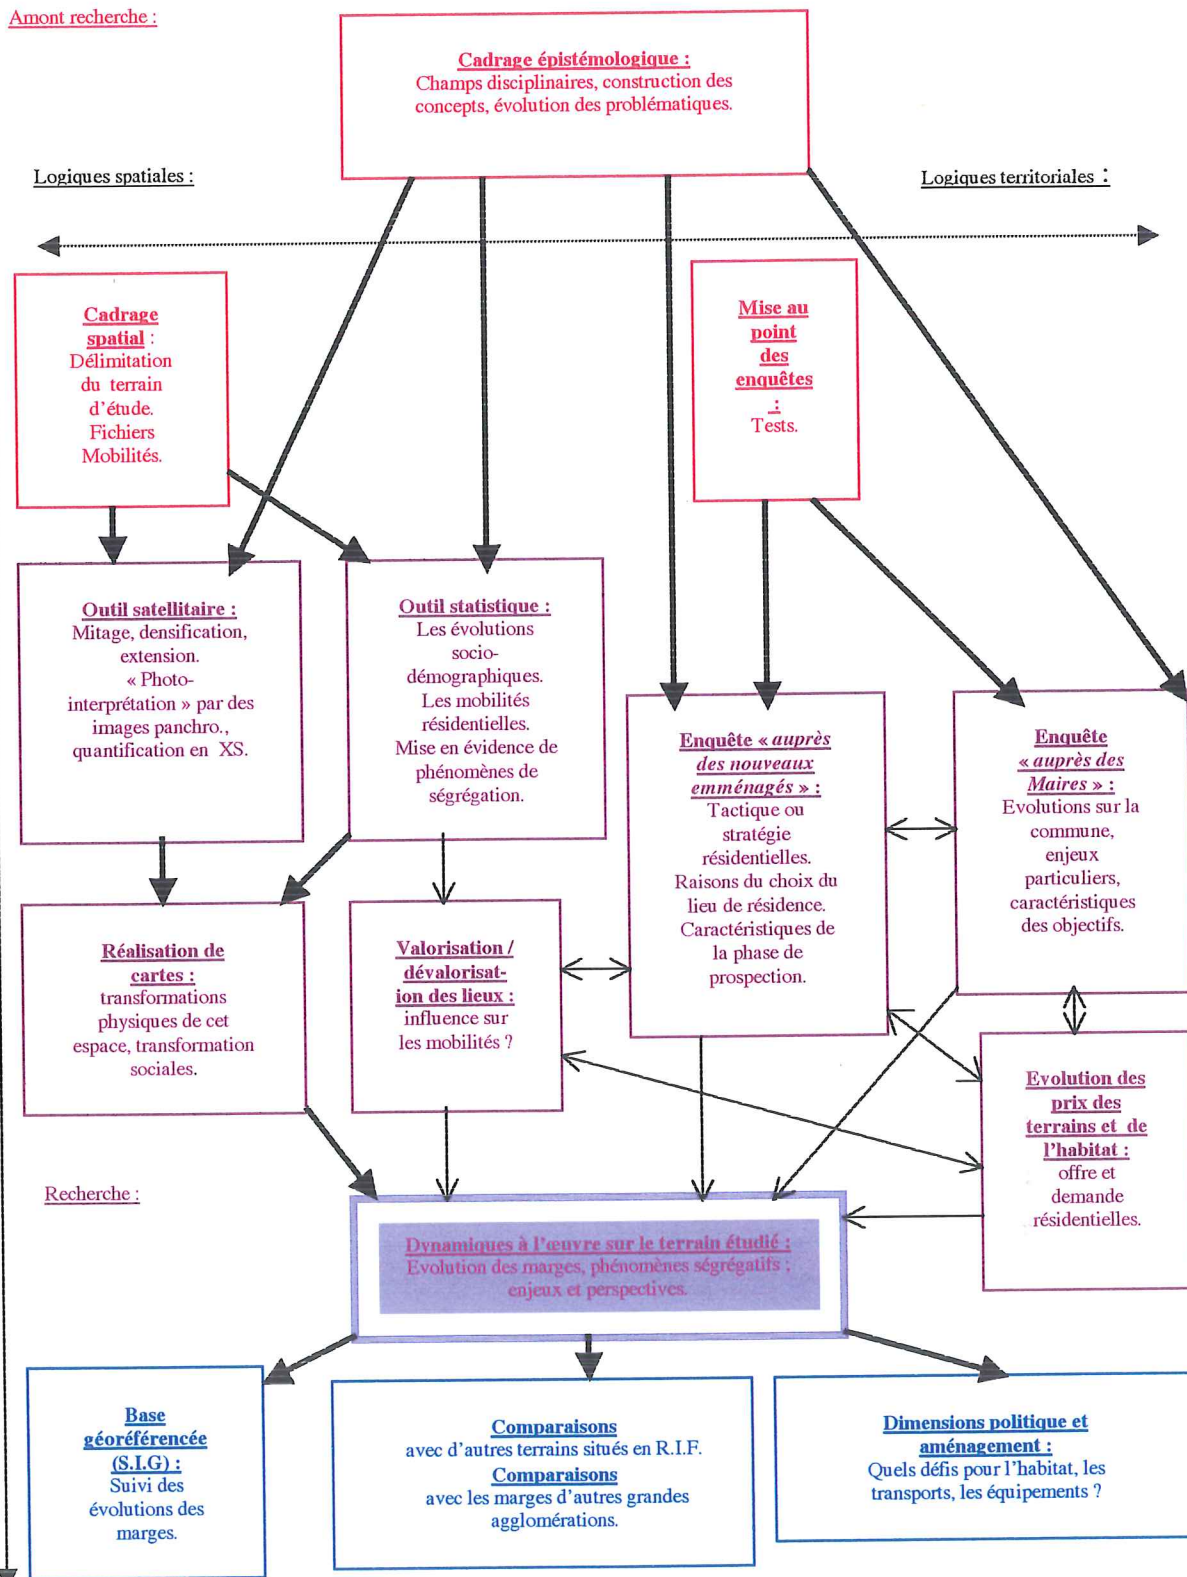 Amont recherche :
Cadrage épistémologique :
Champs disciplinaires, construction des
concepts, évolution des problématiques.
Logiques spatiales :
Logiques territoriales :
Cadrage
spatial :
Délimitation
du terrain
d’étude.
Fichiers
Mobilités.
Mise au
point
des
enquêtes
:
Tests.
Outil satellitaire :
Mitage, densification,
extension.
« Photo-
interprétation » par des
images panchro.,
quantification en XS.
Outil statistique :
Les évolutions
socio-
démographiques.
Les mobilités
résidentielles.
Mise en évidence de
phénomènes de
ségrégation.
Enquête « auprès
des nouveaux
emménagés » :
Tactique ou
stratégie
résidentielles.
Raisons du choix du
lieu de résidence.
Caractéristiques de
la phase de
prospection.
Enquête
« auprès des
Maires » :
Evolutions sur la
commune,
enjeux
particuliers,
caractéristiques
des objectifs.
Réalisation de
cartes :
transformations
physiques de cet
espace, transformation
sociales.
Valorisation /
dévalorisat-
ion des lieux :
influence sur
les mobilités ?
Evolution des
prix des
terrains et de
l’habitat :
offre et
demande
résidentielles.
Recherche :
Dynamiques à l’œuvre sur le terrain étudié :
Evolution des marges, phénomènes ségrégatifs ;
enjeux et perspectives.
Base
géoréférencée
(S.I.G) :
Suivi des
évolutions des
marges.
Comparaisons
avec d’autres terrains situés en R.I.F.
Comparaisons
avec les marges d’autres grandes
agglomérations.
Dimensions politique et
aménagement :
Quels défis pour l’habitat, les
transports, les équipements ?